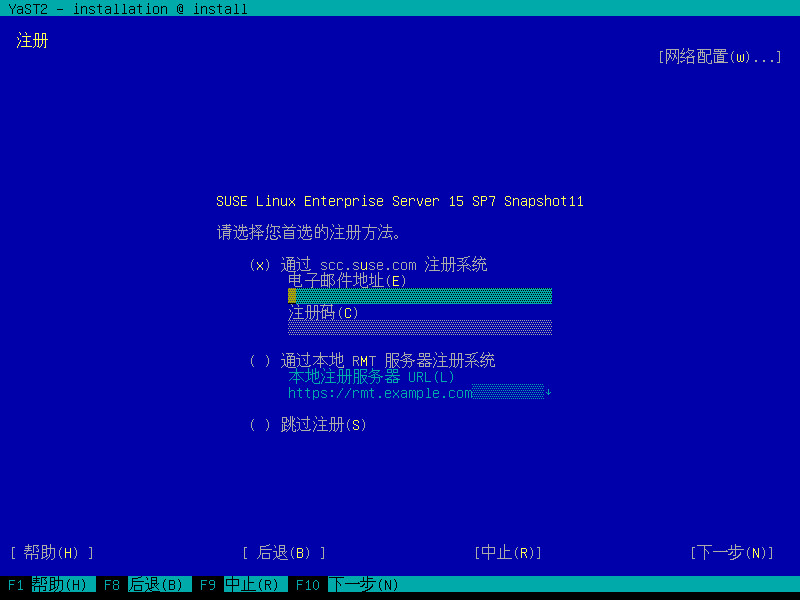 YaST2 - installation @ install
注册
[网络配置(w)...]
SUSE Linux Enterprise Server 15 SP7 Snapshot11
请选择您首选的注册方法。
(x) 通过 scc.suse.com 注册系统
电子邮件地址(E)
注册码(C)
( ) 通过本地 RMT 服务器注册系统
本地注册服务器 URL(L)
https://rmt.example.com
( ) 跳过注册(S)
[ 帮助(H) ] [ 后退(B) ] [中止(R)] [下一步(N)]
F1 帮助(H) F8 后退(B) F9 中止(R) F10 下一步(N)